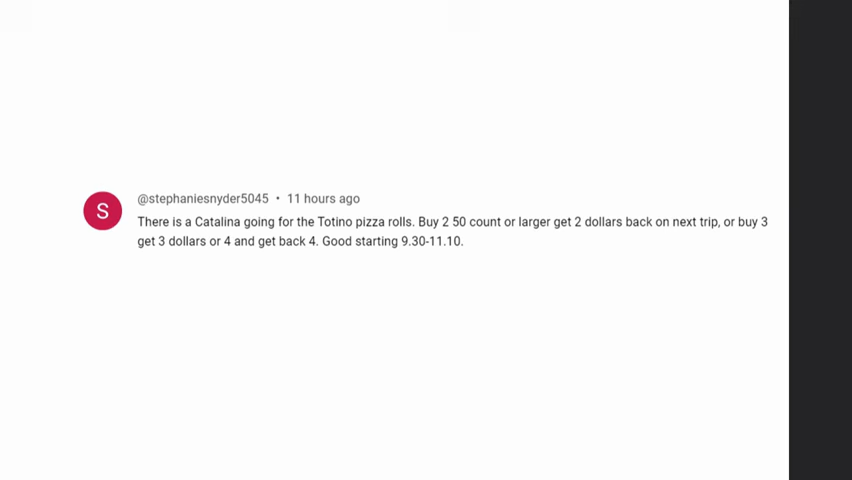 S
@stephaniesnyder5045 • 11 hours ago
There is a Catalina going for the Totino pizza rolls. Buy 2 50 count or larger get 2 dollars back on next trip, or buy 3
get 3 dollars or 4 and get back 4. Good starting 9.30-11.10.